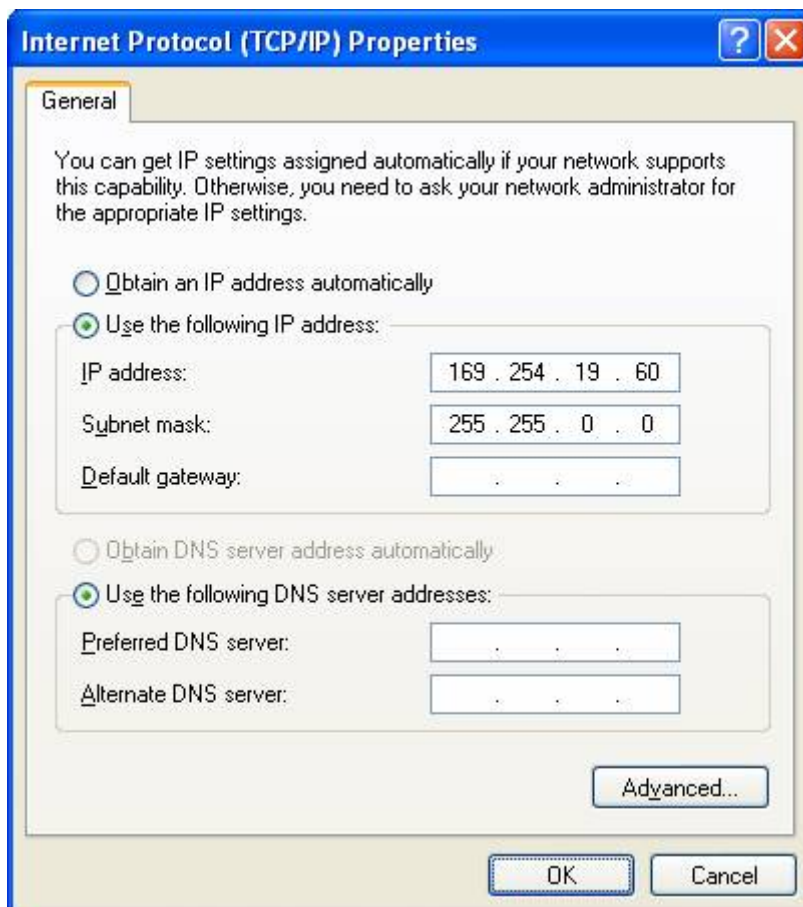 Internet Protocol (TCP/IP) Properties
General
You can get IP settings assigned automatically if your network supports
this capability. Otherwise, you need to ask your network administrator for
the appropriate IP settings.
Obtain an IP address automatically
Use the following IP address:
IP address: 169 . 254 . 19 . 60
Subnet mask: 255 . 255 . 0 . 0
Default gateway: . . .
Obtain DNS server address automatically
Use the following DNS server addresses:
Preferred DNS server: . . .
Alternate DNS server: . . .
Advanced...
OK Cancel